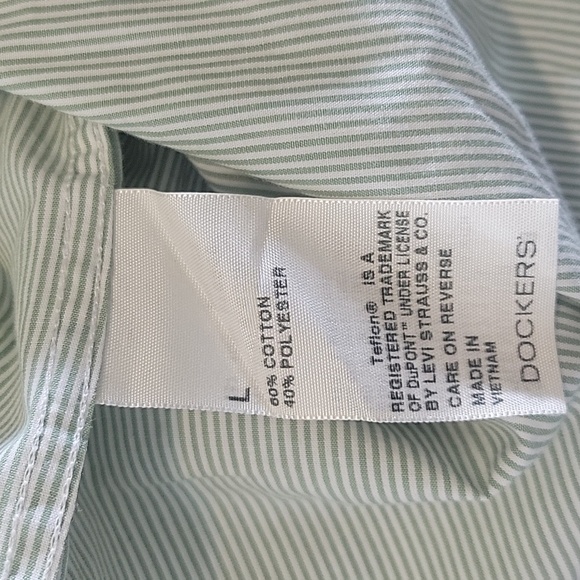 L
60% COTTON
40% POLYESTER
Teflon® IS A
REGISTERED TRADEMARK
OF DuPONT™ UNDER LICENSE
BY LEVI STRAUSS & CO.
CARE ON REVERSE
MADE IN
VIETNAM
DOCKERS®